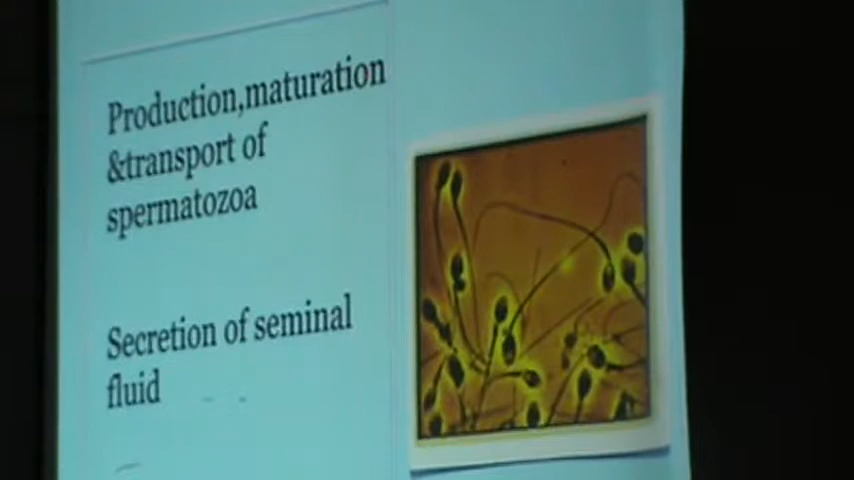 Production,maturation
&transport of
spermatozoa
Secretion of seminal
fluid